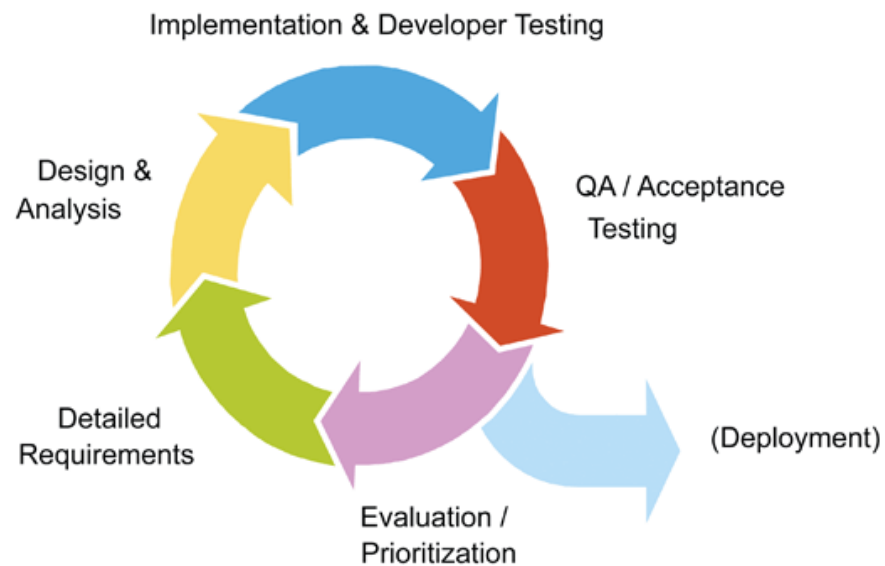 Implementation & Developer Testing
Design &
Analysis
QA / Acceptance
Testing
Detailed
Requirements
(Deployment)
Evaluation /
Prioritization